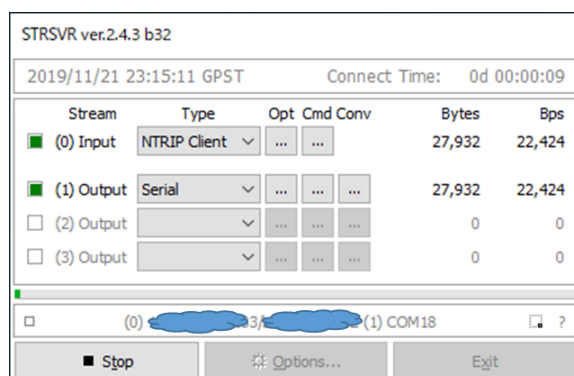 STRSVR ver.2.4.3 b32
2019/11/21 23:15:11 GPST Connect Time: 0d 00:00:09
Stream Type Opt Cmd Conv Bytes Bps
(0) Input NTRIP Client ... ... 27,932 22,424
(1) Output Serial ... ... ... 27,932 22,424
(2) Output ... ... ... 0 0
(3) Output ... ... ... 0 0
(0) (1) COM18 ?
Stop Options... Exit